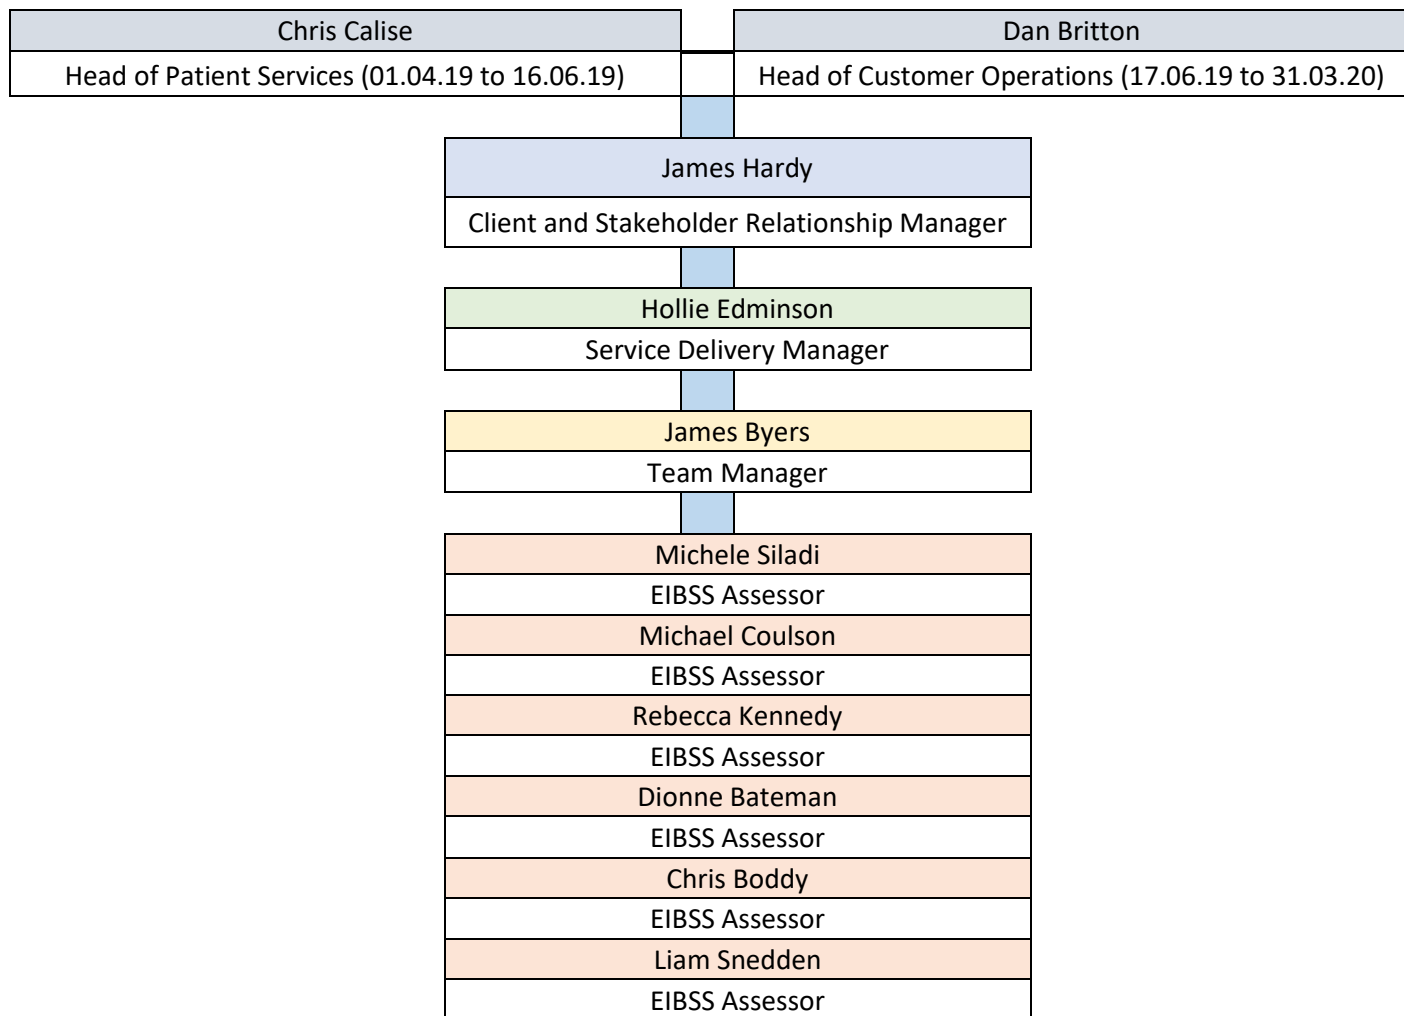 Chris Calise
Dan Britton
Head of Patient Services (01.04.19 to 16.06.19)
Head of Customer Operations (17.06.19 to 31.03.20)
James Hardy
Client and Stakeholder Relationship Manager
Hollie Edminson
Service Delivery Manager
James Byers
Team Manager
Michele Siladi
EIBSS Assessor
Michael Coulson
EIBSS Assessor
Rebecca Kennedy
EIBSS Assessor
Dionne Bateman
EIBSS Assessor
Chris Boddy
EIBSS Assessor
Liam Snedden
EIBSS Assessor